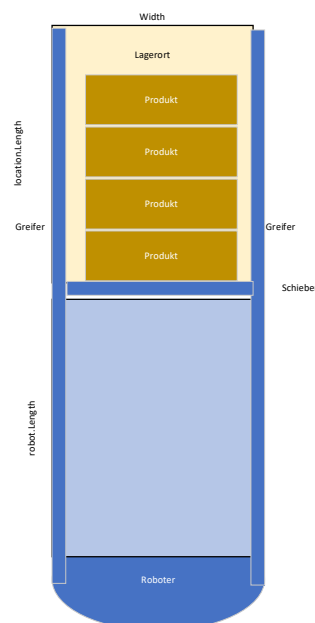 Width
Lagerort
Produkt
location.Length
Produkt
Produkt
Greifer
Greifer
Produkt
Schiebe
robot.Length
Roboter